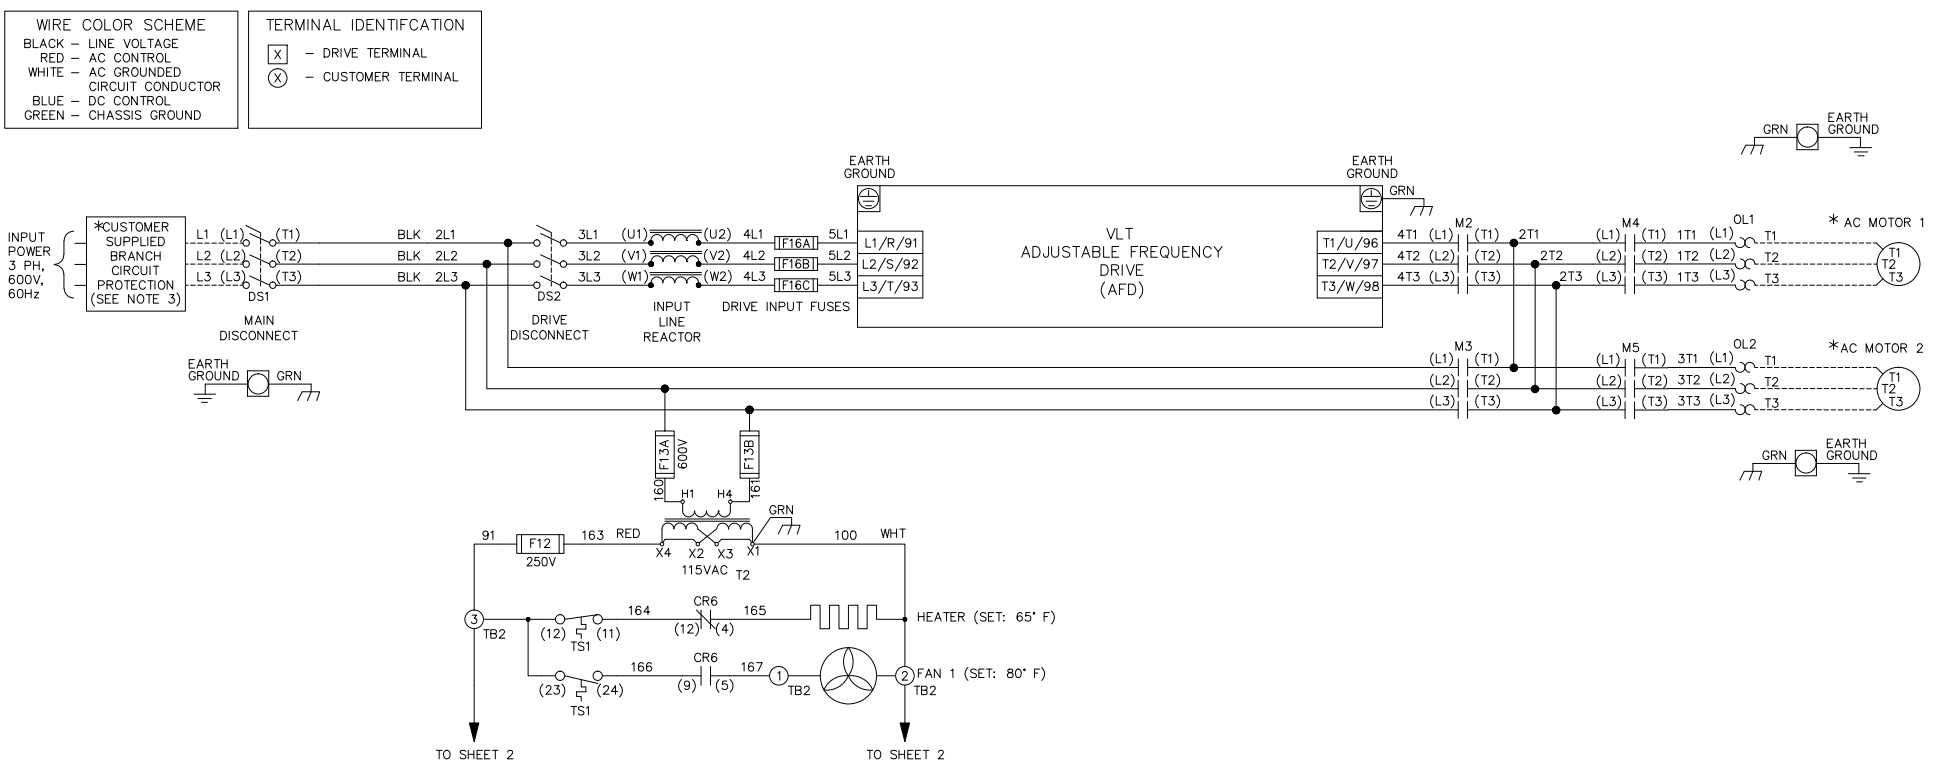 WIRE COLOR SCHEME
BLACK – LINE VOLTAGE
RED – AC CONTROL
WHITE – AC GROUNDED
CIRCUIT CONDUCTOR
BLUE – DC CONTROL
GREEN – CHASSIS GROUND
TERMINAL IDENTIFCATION
X – DRIVE TERMINAL
X – CUSTOMER TERMINAL
GRN
EARTH
GROUND
EARTH
GROUND
EARTH
GROUND
GRN
INPUT
POWER
3 PH,
600V,
60Hz
*CUSTOMER
SUPPLIED
BRANCH
CIRCUIT
PROTECTION
(SEE NOTE 3)
L1 (L1) (T1) BLK 2L1 3L1 (U1) (U2) 4L1 F16A 5L1 L1/R/91
L2 (L2) (T2) BLK 2L2 3L2 (V1) (V2) 4L2 F16B 5L2 L2/S/92
L3 (L3) (T3) BLK 2L3 3L3 (W1) (W2) 4L3 F16C 5L3 L3/T/93
DS1
MAIN
DISCONNECT
DS2
DRIVE
DISCONNECT
INPUT
LINE
REACTOR
DRIVE INPUT FUSES
VLT
ADJUSTABLE FREQUENCY
DRIVE
(AFD)
M2 M4 OL1 * AC MOTOR 1
T1/U/96 4T1 (L1) (T1) 2T1 (L1) (T1) 1T1 (L1) T1
T2/V/97 4T2 (L2) (T2) 2T2 (L2) (T2) 1T2 (L2) T2
T3/W/98 4T3 (L3) (T3) 2T3 (L3) (T3) 1T3 (L3) T3
T1
T2
T3
M3 M5 OL2 *AC MOTOR 2
(L1) (T1) (L1) (T1) 3T1 (L1) T1
(L2) (T2) (L2) (T2) 3T2 (L2) T2
(L3) (T3) (L3) (T3) 3T3 (L3) T3
T1
T2
T3
EARTH
GROUND
GRN
GRN
EARTH
GROUND
F13A
600V
F13B
160
161
H1 H4
GRN
91 F12 163 RED
250V
X4 X2 X3 X1
100 WHT
115VAC T2
3
TB2
164 CR6 165
(12) (11) (12) (4)
TS1
HEATER (SET: 65° F)
166 CR6 167
(23) (24) (9) (5)
TS1
1
TB2
2
TB2
FAN 1 (SET: 80° F)
TO SHEET 2
TO SHEET 2